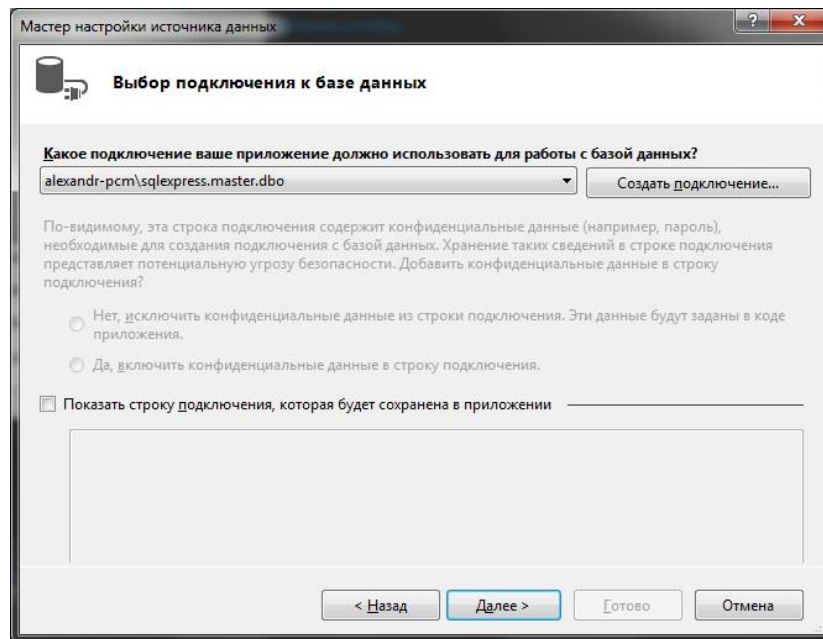 Мастер настройки источника данных
?
x
Выбор подключения к базе данных
Какое подключение ваше приложение должно использовать для работы с базой данных?
alexandr-pcm\sqlexpress.master.dbo
Создать подключение...
По-видимому, эта строка подключения содержит конфиденциальные данные (например, пароль),
необходимые для создания подключения с базой данных. Хранение таких сведений в строке подключения
представляет потенциальную угрозу безопасности. Добавить конфиденциальные данные в строку
подключения?
Нет, исключить конфиденциальные данные из строки подключения. Эти данные будут заданы в коде
приложения.
Да, включить конфиденциальные данные в строку подключения.
Показать строку подключения, которая будет сохранена в приложении
< Назад
Далее >
Готово
Отмена